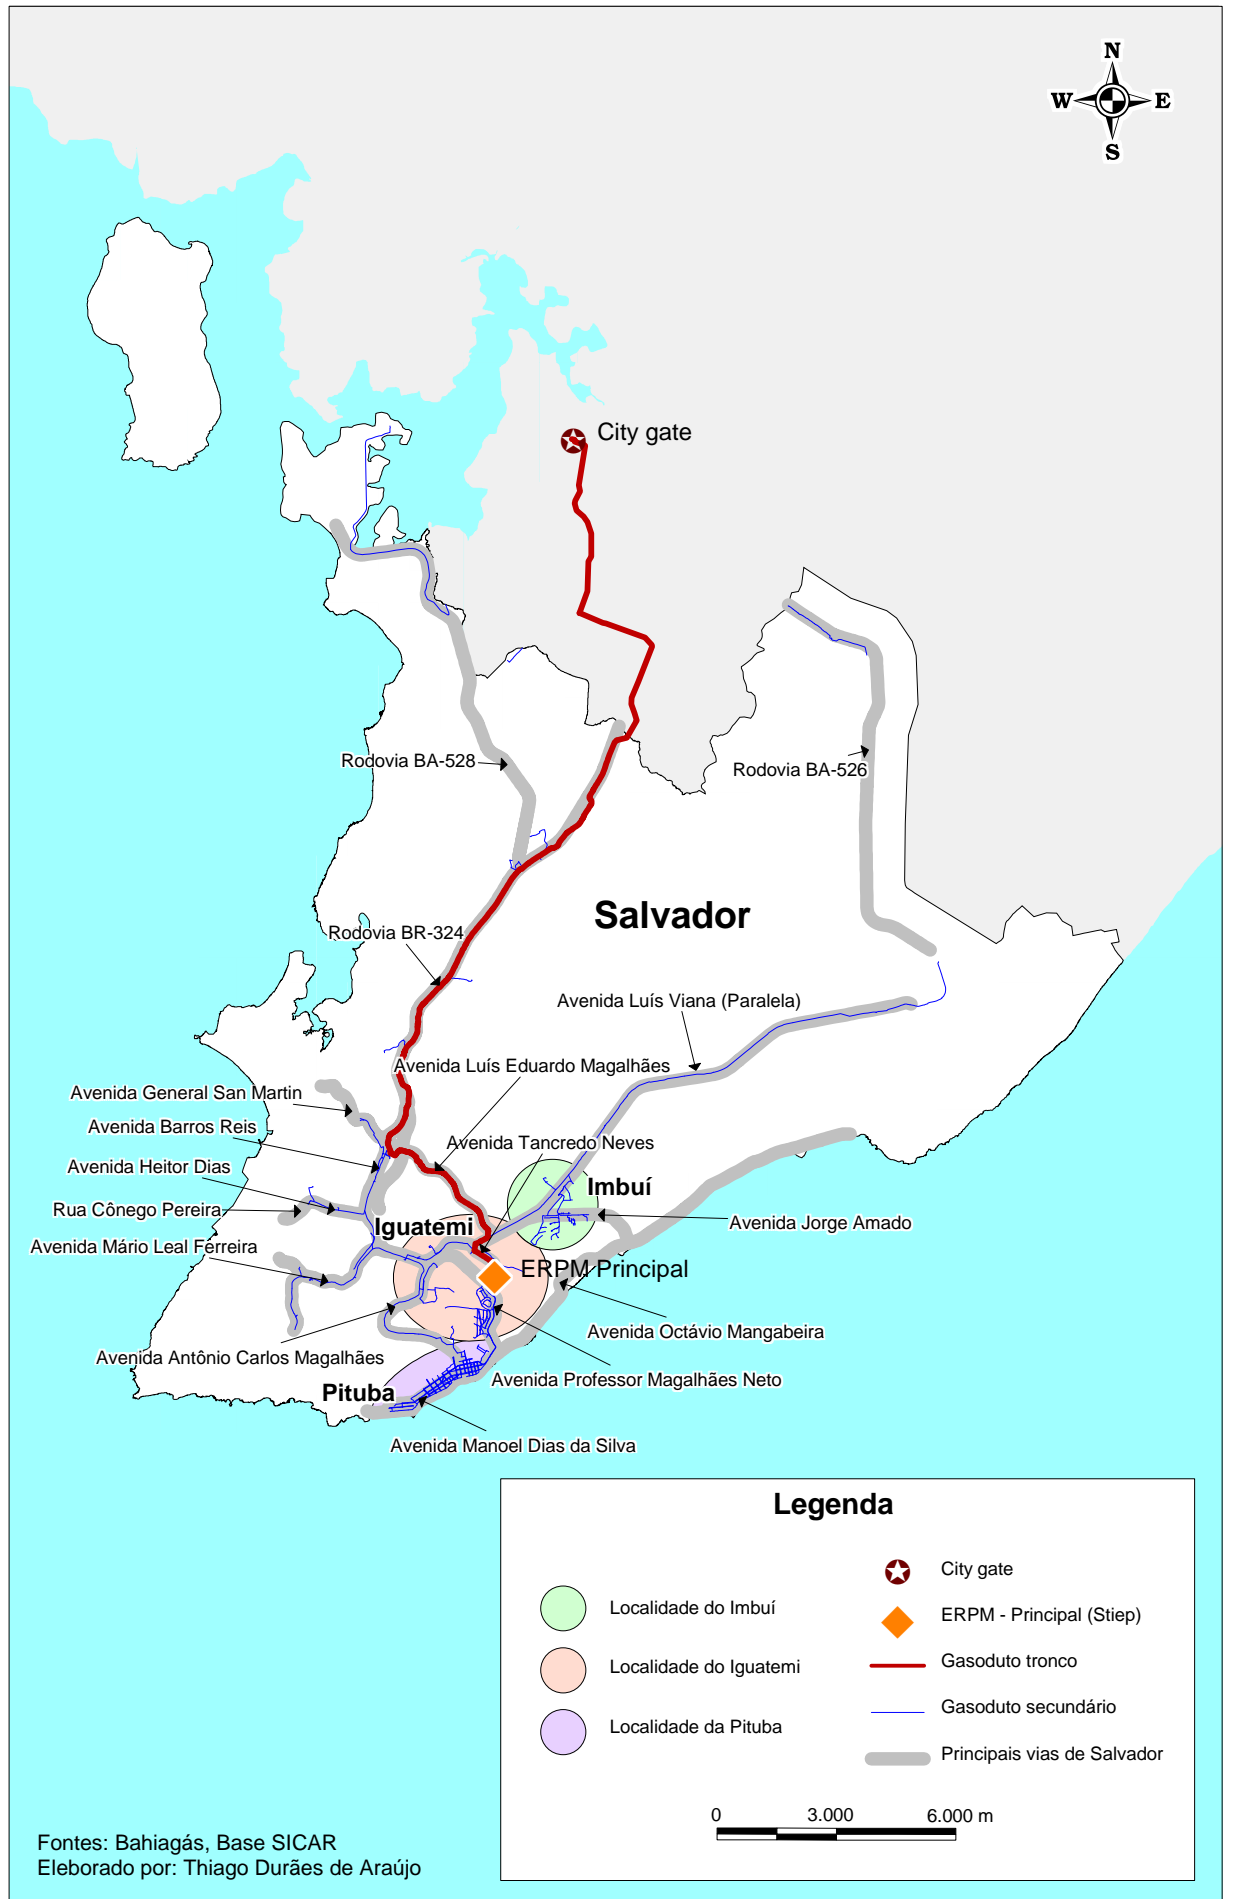 N
W E
S
City gate
Rodovia BA-528
Rodovia BA-526
Salvador
Rodovia BR-324
Avenida Luís Viana (Paralela)
Avenida Luís Eduardo Magalhães
Avenida General San Martin
Avenida Barros Reis
Avenida Tancredo Neves
Avenida Heitor Dias
Imbuí
Rua Cônego Pereira
Iguatemi
Avenida Jorge Amado
Avenida Mário Leal Ferreira
ERPM Principal
Avenida Octávio Mangabeira
Avenida Antônio Carlos Magalhães
Avenida Professor Magalhães Neto
Pituba
Avenida Manoel Dias da Silva
Legenda
City gate
Localidade do Imbuí
ERPM - Principal (Stiep)
Localidade do Iguatemi
Gasoduto tronco
Gasoduto secundário
Localidade da Pituba
Principais vias de Salvador
0 3.000 6.000 m
Fontes: Bahiagás, Base SICAR
Eleborado por: Thiago Durães de Araújo